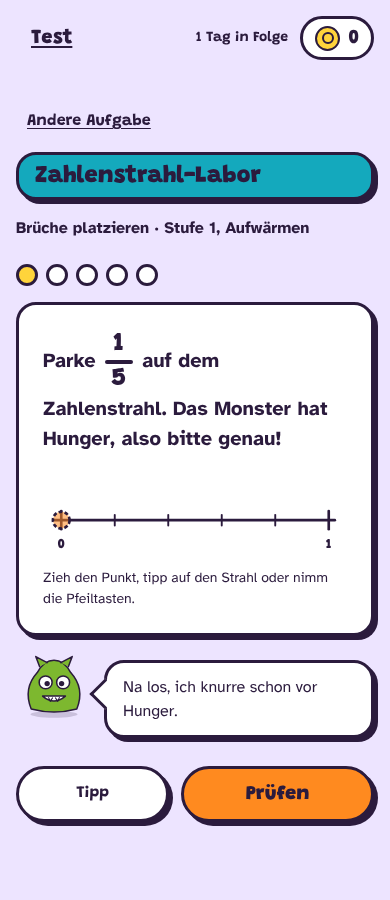 Test
1 Tag in Folge
0
Andere Aufgabe
Zahlenstrahl-Labor
Brüche platzieren · Stufe 1, Aufwärmen
Parke 1/5 auf dem
Zahlenstrahl. Das Monster hat
Hunger, also bitte genau!
0 1
Zieh den Punkt, tipp auf den Strahl oder nimm
die Pfeiltasten.
Na los, ich knurre schon vor
Hunger.
Tipp
Prüfen